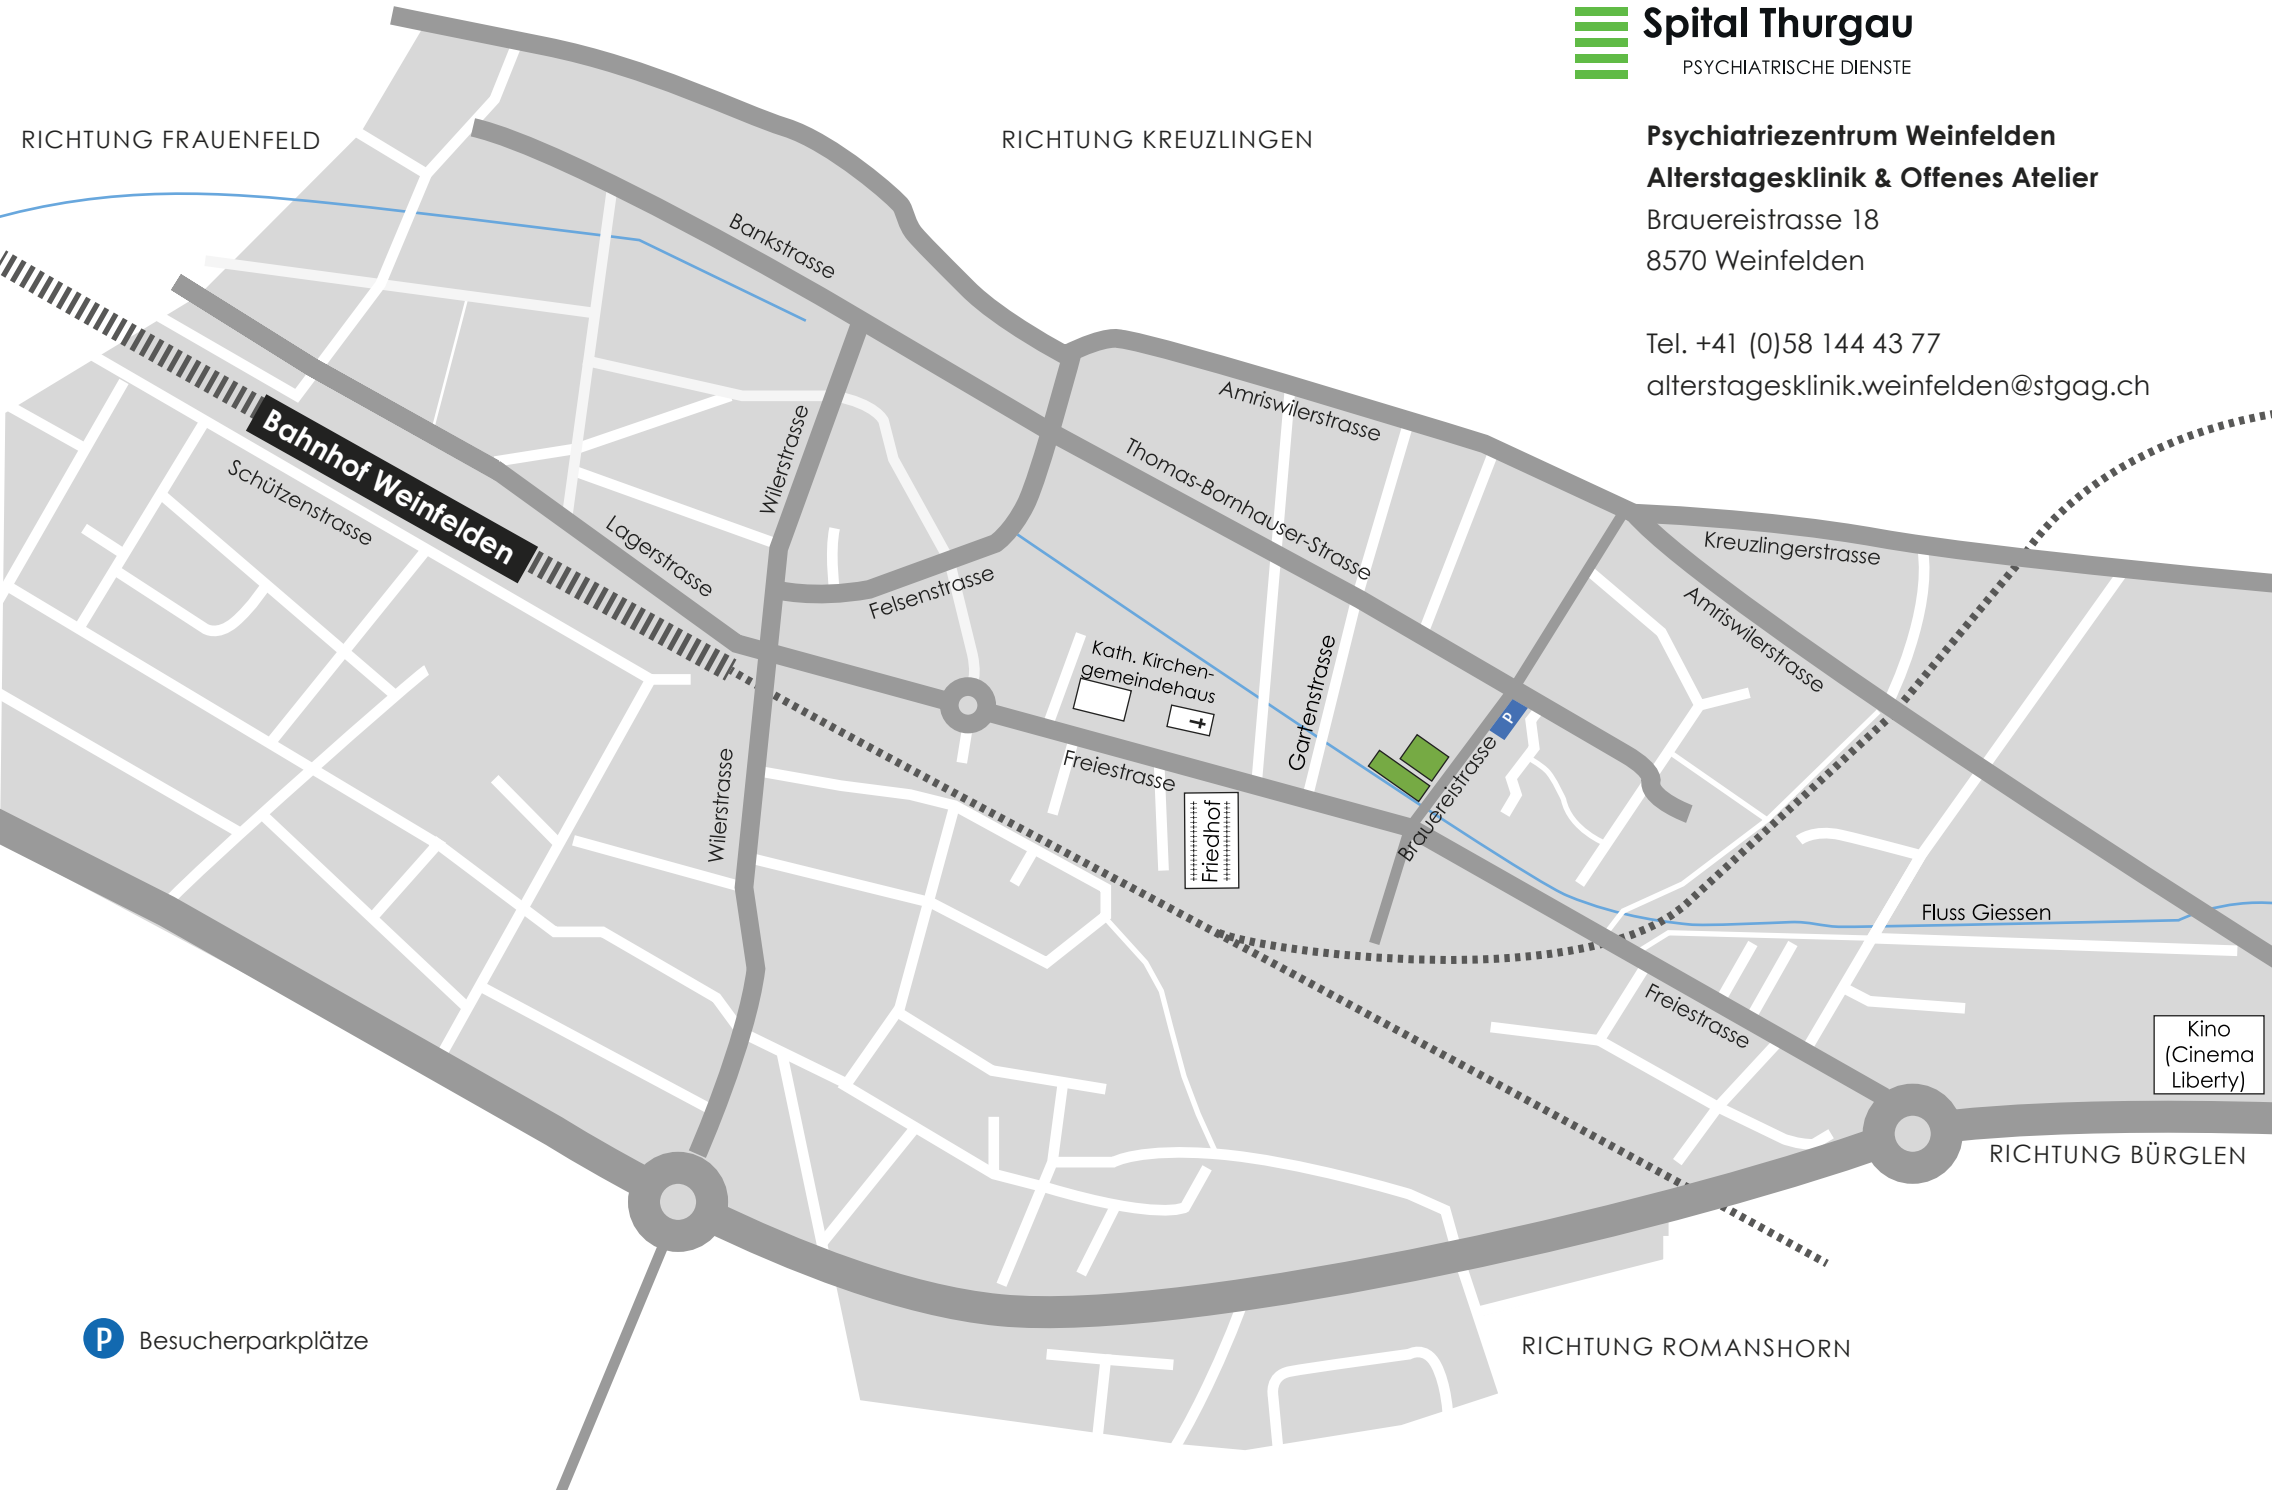 Spital Thurgau
PSYCHIATRISCHE DIENSTE
RICHTUNG FRAUENFELD
RICHTUNG KREUZLINGEN
Psychiatriezentrum Weinfelden
Alterstagesklinik & Offenes Atelier
Brauereistrasse 18
8570 Weinfelden
Tel. +41 (0)58 144 43 77
alterstagesklinik.weinfelden@stgag.ch
Bankstrasse
Amriswilerstrasse
Thomas-Bornhauser-Strasse
Wilerstrasse
Bahnhof Weinfelden
Schützenstrasse
Lagerstrasse
Felsenstrasse
Kreuzlingerstrasse
Amriswilerstrasse
Kath. Kirchen-
gemeindehaus
Gartenstrasse
P
Brauereistrasse
Freiestrasse
Friedhof
Wilerstrasse
Fluss Giessen
Freiestrasse
Kino
(Cinema
Liberty)
RICHTUNG BÜRGLEN
P Besucherparkplätze
RICHTUNG ROMANSHORN